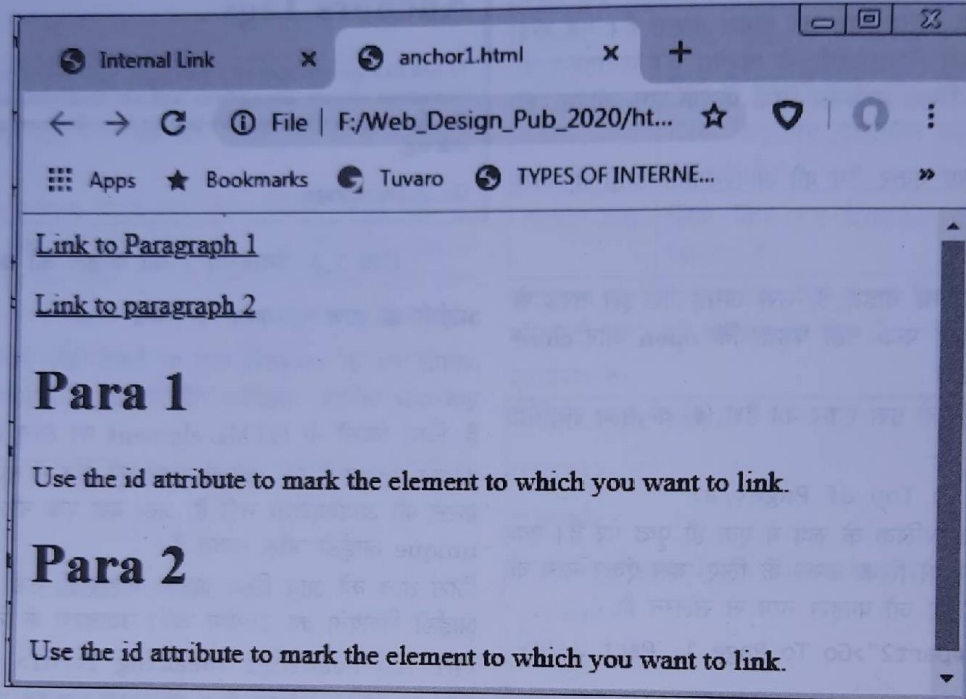 Internal Link
anchor1.html
File F:/Web_Design_Pub_2020/ht...
Apps Bookmarks Tuvaro TYPES OF INTERNE...
Link to Paragraph 1
Link to paragraph 2
Para 1
Use the id attribute to mark the element to which you want to link.
Para 2
Use the id attribute to mark the element to which you want to link.